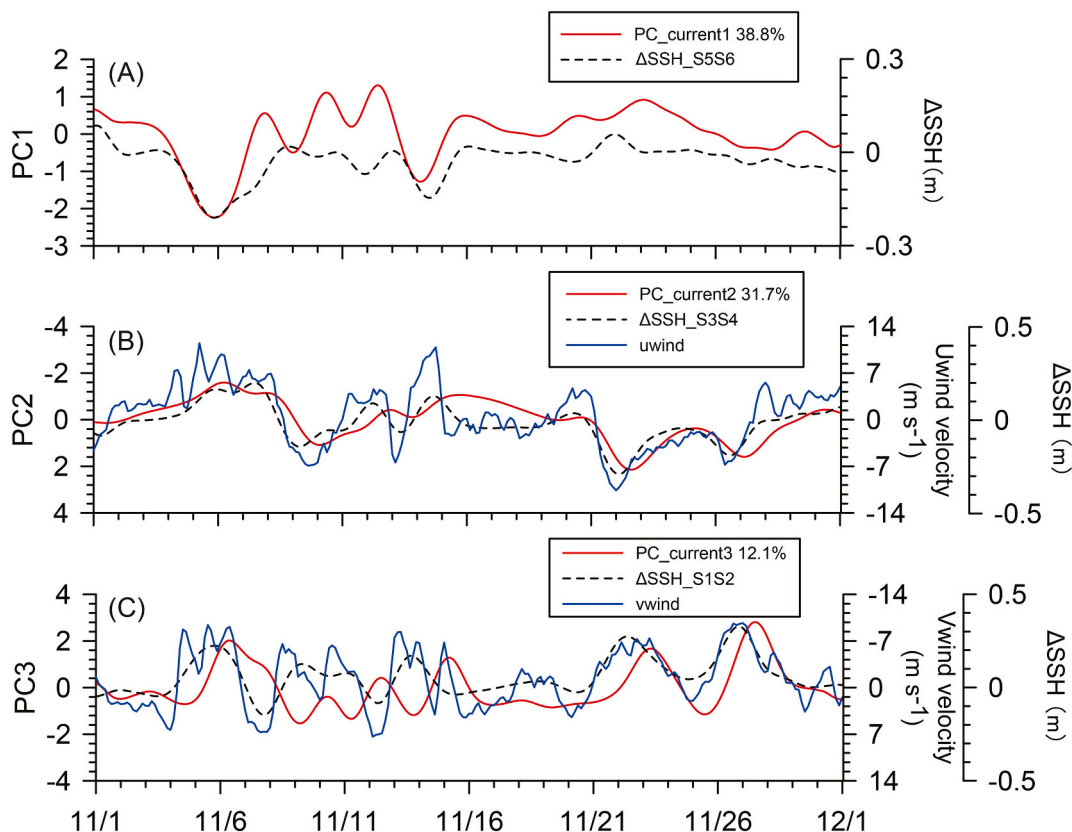 PC_current1 38.8%
ΔSSH_S5S6
(A)
2
1
0
-1
-2
-3
PC1
0.3
0
-0.3
ΔSSH (m)
PC_current2 31.7%
ΔSSH_S3S4
uwind
(B)
-4
-2
0
2
4
PC2
14
7
0
-7
-14
Uwind velocity
(m s⁻¹)
0.5
0
-0.5
ΔSSH (m)
PC_current3 12.1%
ΔSSH_S1S2
vwind
(C)
4
2
0
-2
-4
PC3
-14
-7
0
7
14
Vwind velocity
(m s⁻¹)
0.5
0
-0.5
ΔSSH (m)
11/1 11/6 11/11 11/16 11/21 11/26 12/1